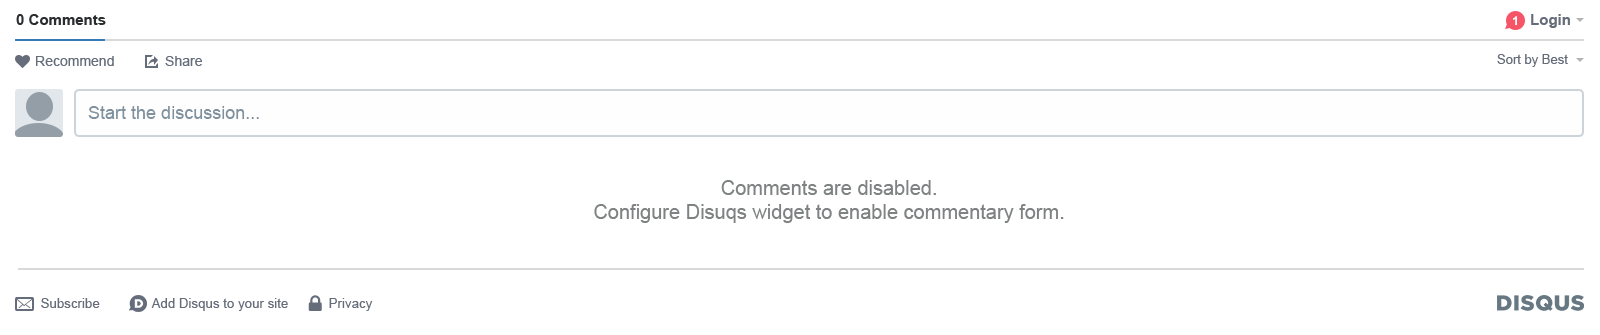 0 Comments
1 Login
Recommend Share Sort by Best
Start the discussion...
Comments are disabled.
Configure Disuqs widget to enable commentary form.
Subscribe D Add Disqus to your site Privacy DISQUS